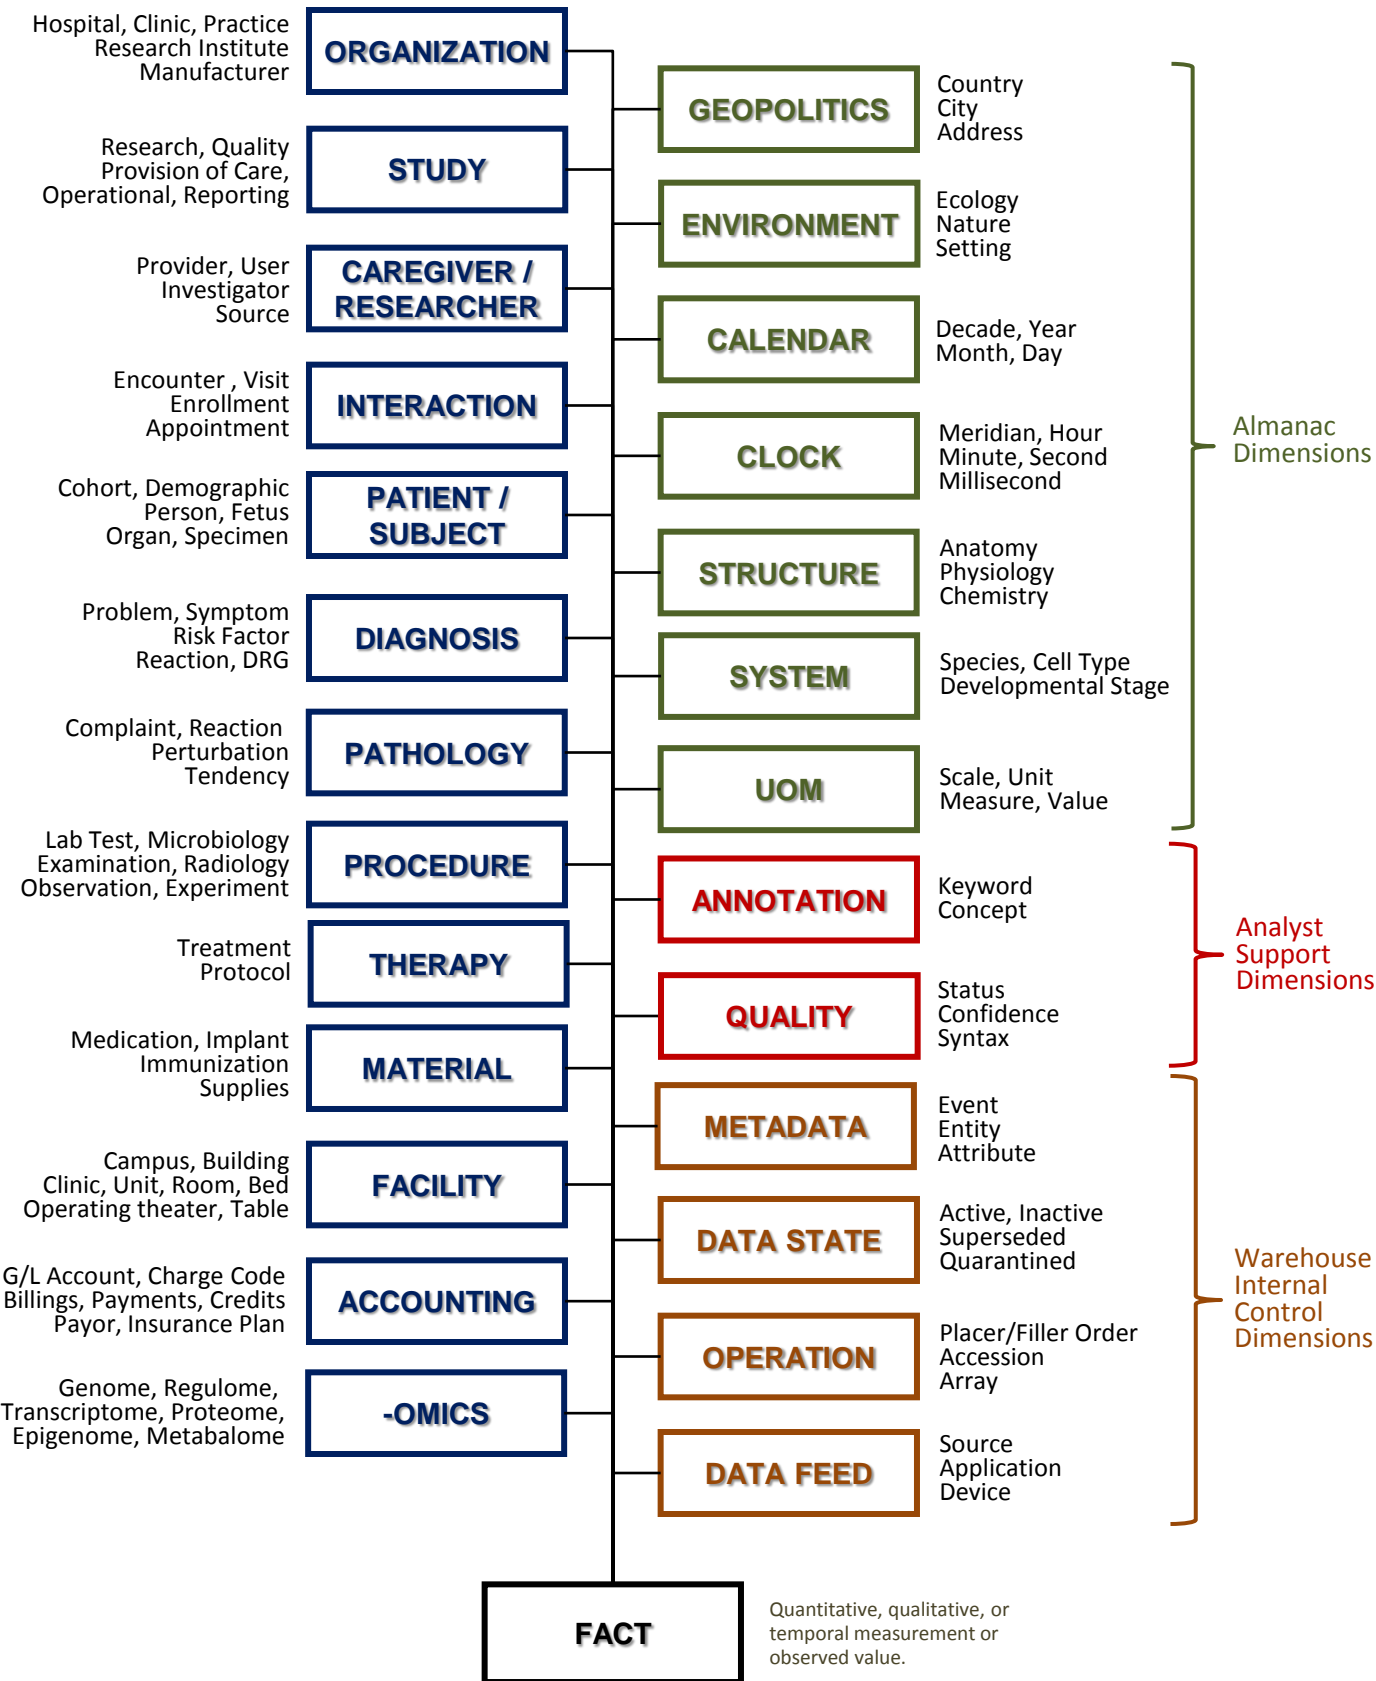 Hospital, Clinic, Practice
Research Institute
Manufacturer
ORGANIZATION
Research, Quality
Provision of Care,
Operational, Reporting
STUDY
Provider, User
Investigator
Source
CAREGIVER /
RESEARCHER
Encounter , Visit
Enrollment
Appointment
INTERACTION
Cohort, Demographic
Person, Fetus
Organ, Specimen
PATIENT /
SUBJECT
Problem, Symptom
Risk Factor
Reaction, DRG
DIAGNOSIS
Complaint, Reaction
Perturbation
Tendency
PATHOLOGY
Lab Test, Microbiology
Examination, Radiology
Observation, Experiment
PROCEDURE
Treatment
Protocol
THERAPY
Medication, Implant
Immunization
Supplies
MATERIAL
Campus, Building
Clinic, Unit, Room, Bed
Operating theater, Table
FACILITY
G/L Account, Charge Code
Billings, Payments, Credits
Payor, Insurance Plan
ACCOUNTING
Genome, Regulome,
Transcriptome, Proteome,
Epigenome, Metabalome
-OMICS
GEOPOLITICS
Country
City
Address
ENVIRONMENT
Ecology
Nature
Setting
CALENDAR
Decade, Year
Month, Day
CLOCK
Meridian, Hour
Minute, Second
Millisecond
STRUCTURE
Anatomy
Physiology
Chemistry
SYSTEM
Species, Cell Type
Developmental Stage
UOM
Scale, Unit
Measure, Value
Almanac
Dimensions
ANNOTATION
Keyword
Concept
QUALITY
Status
Confidence
Syntax
Analyst
Support
Dimensions
METADATA
Event
Entity
Attribute
DATA STATE
Active, Inactive
Superseded
Quarantined
OPERATION
Placer/Filler Order
Accession
Array
DATA FEED
Source
Application
Device
Warehouse
Internal
Control
Dimensions
FACT
Quantitative, qualitative, or
temporal measurement or
observed value.